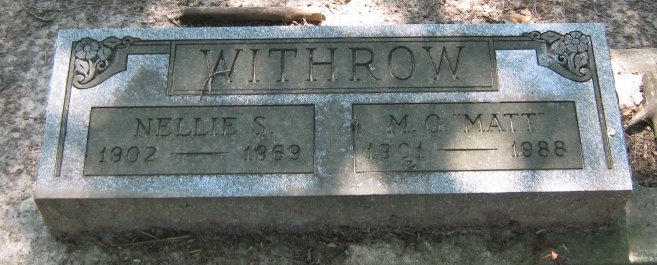 WITHROW
NELLIE S.
1902 — 1969
M. G. "MATT"
1901 — 1988